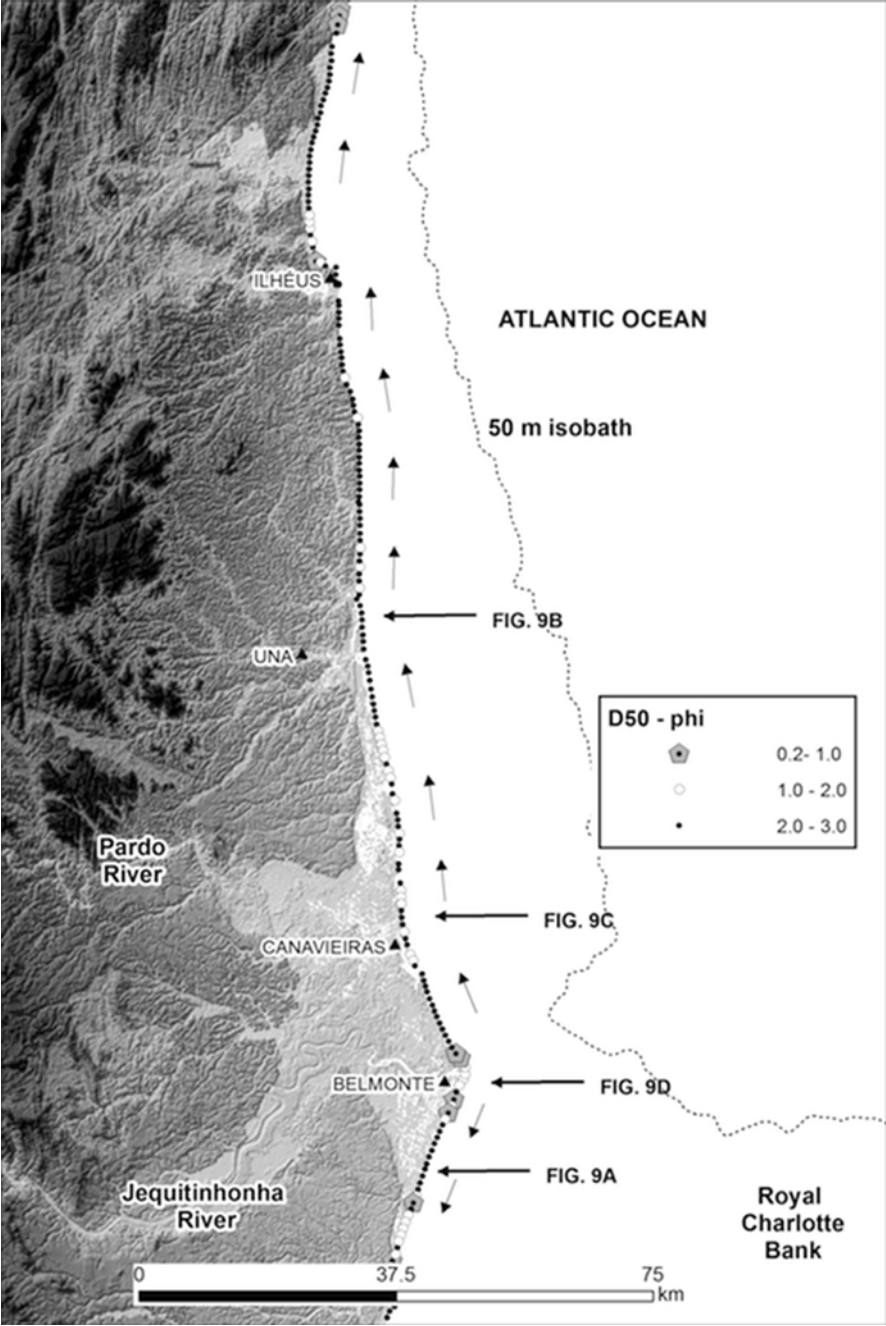 ILHÉUS
ATLANTIC OCEAN
50 m isobath
FIG. 9B
UNA
D50 - phi
0.2- 1.0
1.0 - 2.0
2.0 - 3.0
Pardo
River
FIG. 9C
CANAVIEIRAS
BELMONTE
FIG. 9D
FIG. 9A
Jequitinhonha
River
Royal
Charlotte
Bank
0
37.5
75
km